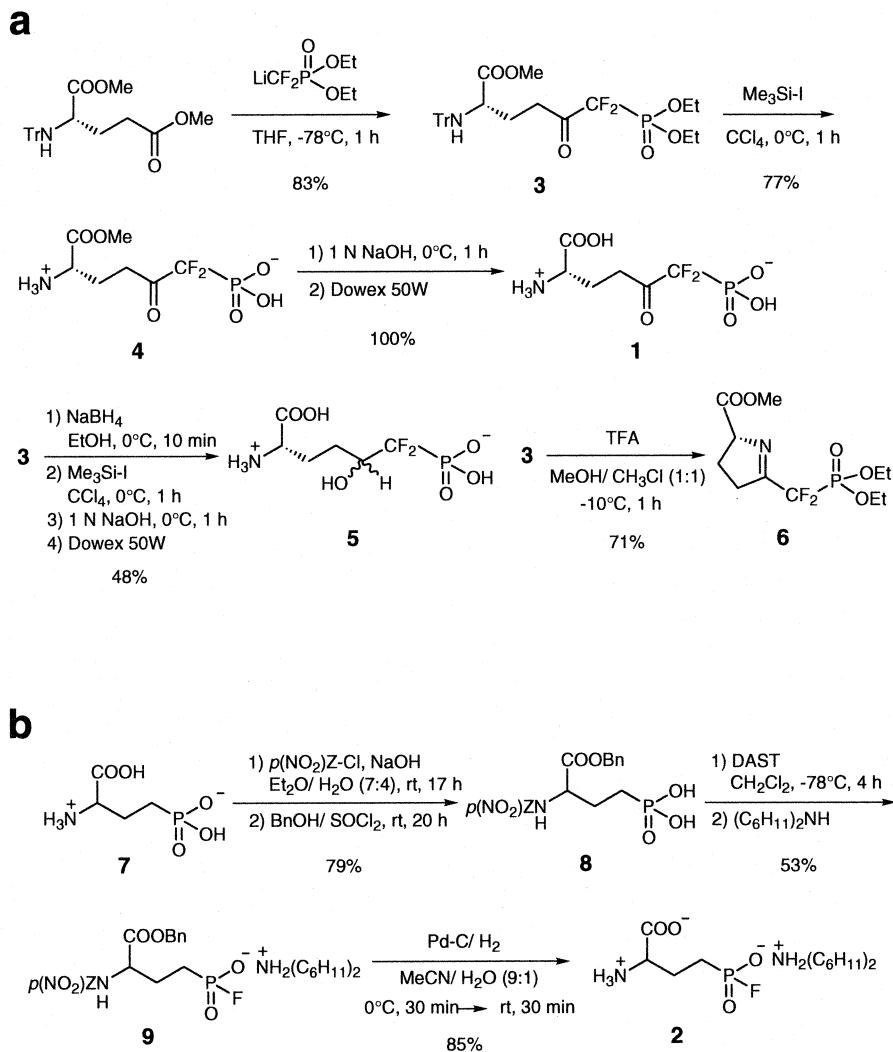 a
COOMe
TrN
H
OMe
O
O
LiCF2P
OEt
OEt
THF, -78°C, 1 h
83%
COOMe
TrN
H
O
CF2
P
O
OEt
OEt
3
Me3Si-I
CCl4, 0°C, 1 h
77%
COOMe
H3N+
O
CF2
P
O
O−
OH
4
1) 1 N NaOH, 0°C, 1 h
2) Dowex 50W
100%
COOH
H3N+
O
CF2
P
O
O−
OH
1
3
1) NaBH4
EtOH, 0°C, 10 min
2) Me3Si-I
CCl4, 0°C, 1 h
3) 1 N NaOH, 0°C, 1 h
4) Dowex 50W
48%
COOH
H3N+
HO
H
CF2
P
O
O−
OH
5
3
TFA
MeOH/ CH3Cl (1:1)
-10°C, 1 h
71%
COOMe
N
CF2
O
P
OEt
OEt
6
b
COOH
H3N+
P
O
O−
OH
7
1) p(NO2)Z-Cl, NaOH
Et2O/ H2O (7:4), rt, 17 h
2) BnOH/ SOCl2, rt, 20 h
79%
COOBn
p(NO2)ZN
H
P
O
OH
OH
8
1) DAST
CH2Cl2, -78°C, 4 h
2) (C6H11)2NH
53%
COOBn
p(NO2)ZN
H
P
O
O−
F
+NH2(C6H11)2
9
Pd-C/ H2
MeCN/ H2O (9:1)
0°C, 30 min→ rt, 30 min
85%
COO−
H3N+
P
O
O−
F
+NH2(C6H11)2
2